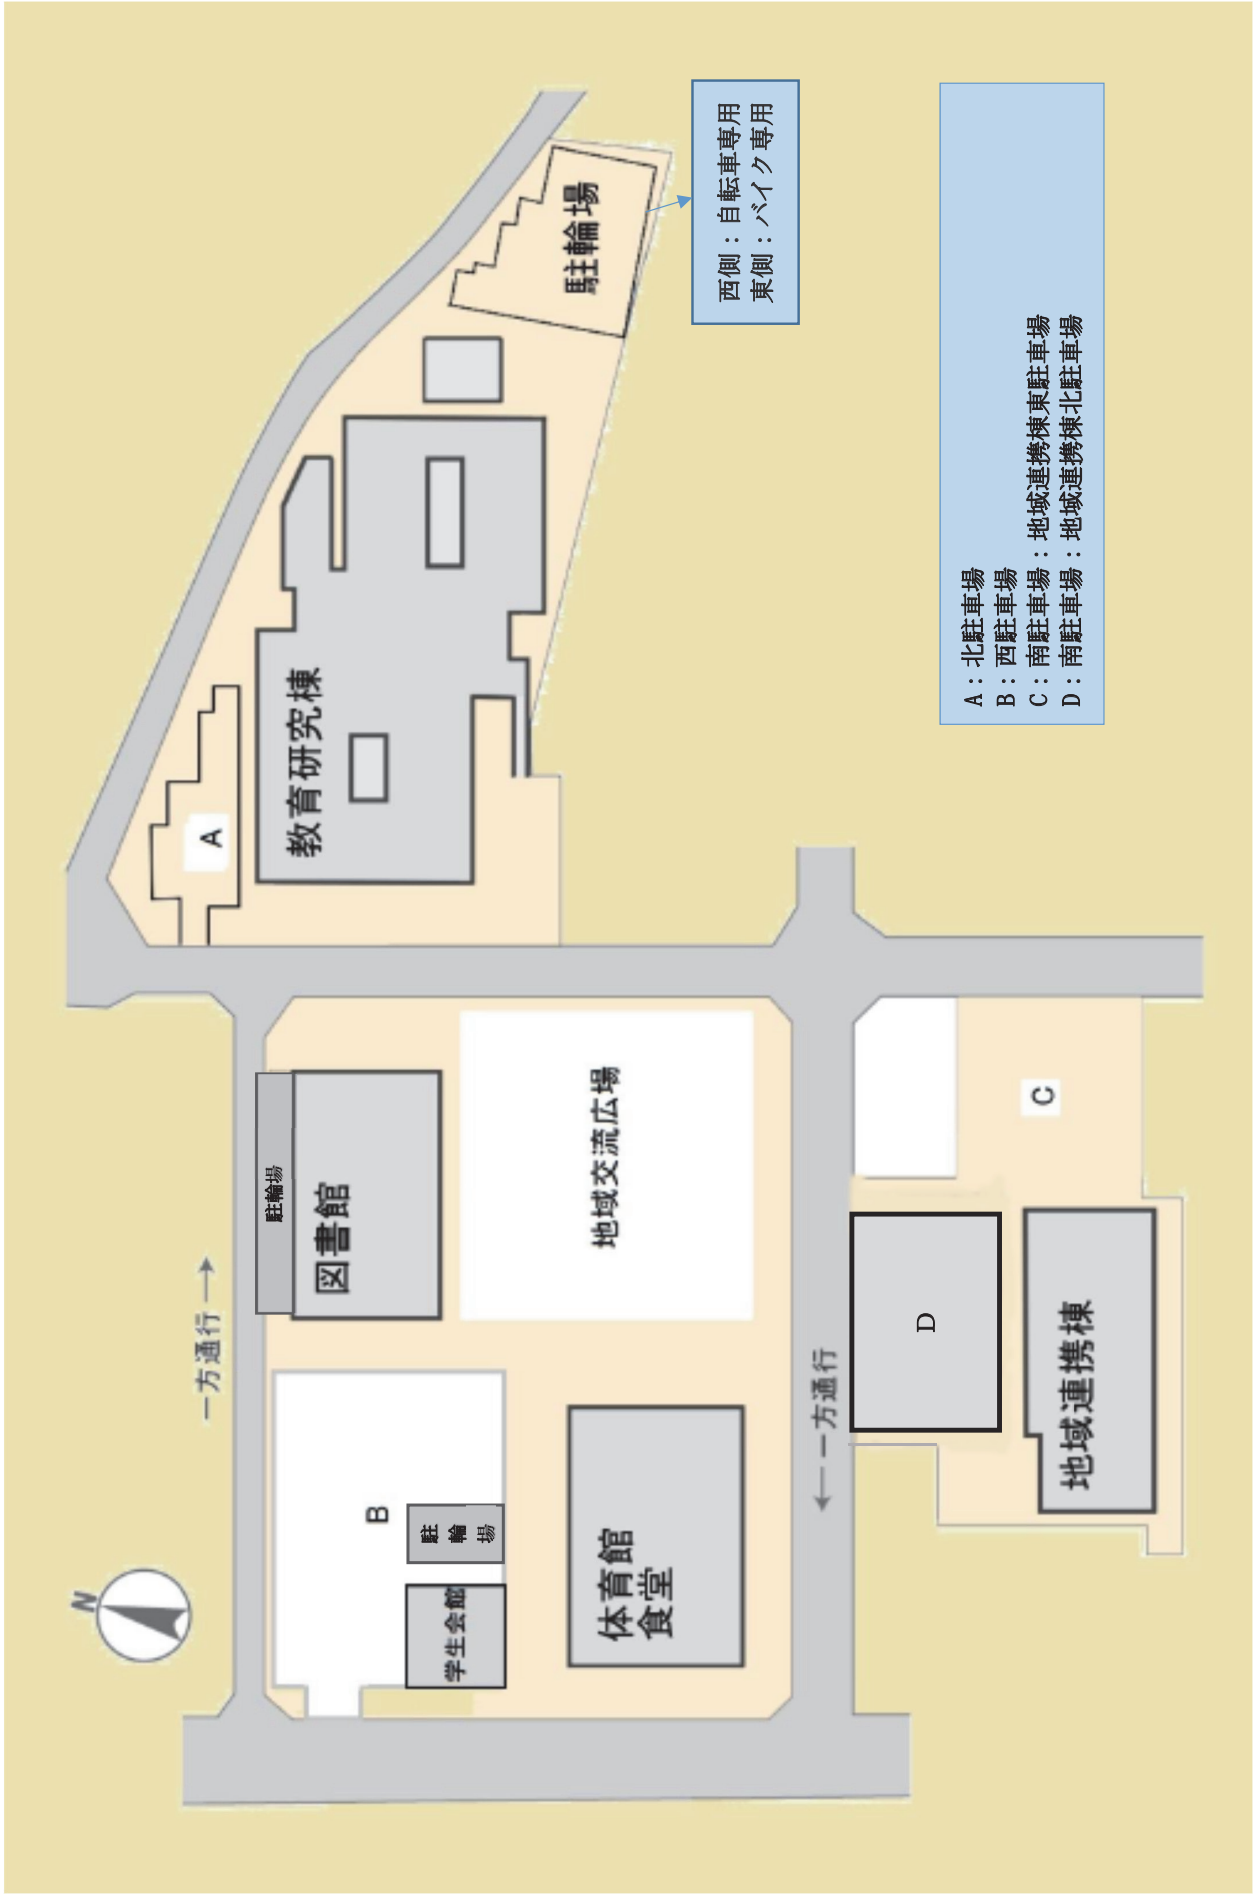 N
一方通行
A
駐輪場
教育研究棟
図書館
B
駐輪場
学生会館
駐輪場
地域交流広場
体育館
食堂
西側：自転車専用
東側：バイク専用
← 一方通行
D
C
地域連携棟
A：北駐車場
B：西駐車場
C：南駐車場：地域連携棟東駐車場
D：南駐車場：地域連携棟北駐車場